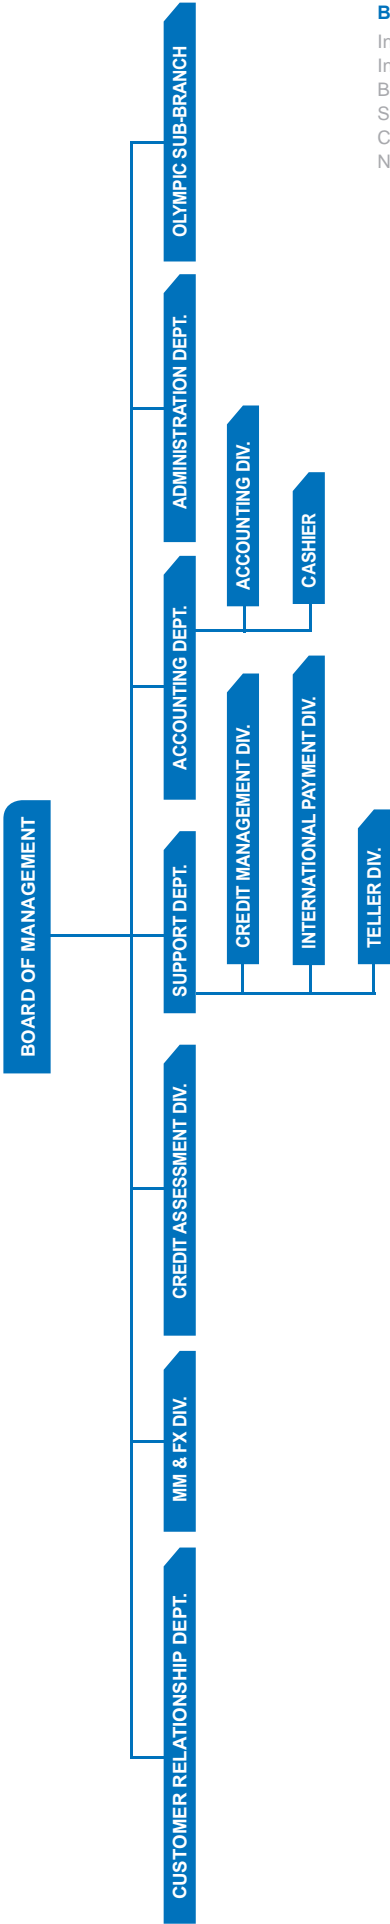 BOARD OF MANAGEMENT
CUSTOMER RELATIONSHIP DEPT.
MM & FX DIV.
CREDIT ASSESSMENT DIV.
SUPPORT DEPT.
ACCOUNTING DEPT.
ADMINISTRATION DEPT.
OLYMPIC SUB-BRANCH
CREDIT MANAGEMENT DIV.
INTERNATIONAL PAYMENT DIV.
TELLER DIV.
ACCOUNTING DIV.
CASHIER